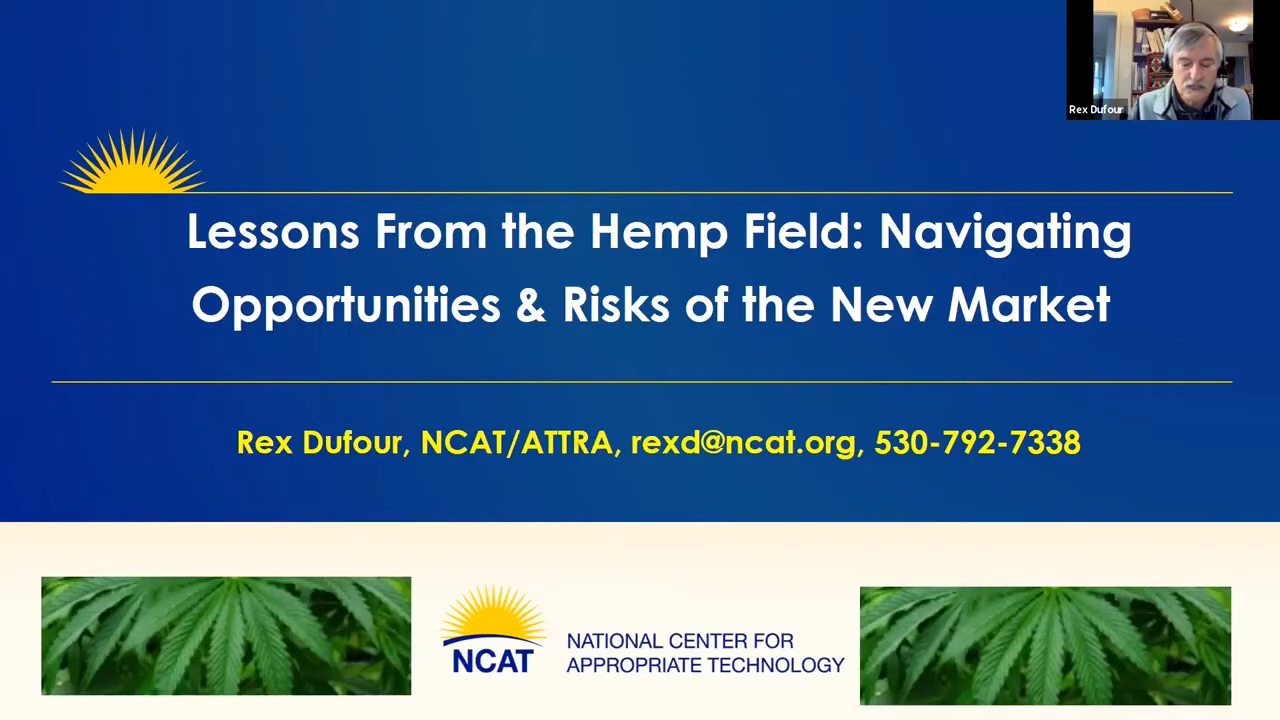 Rex Dufour
Lessons From the Hemp Field: Navigating
Opportunities & Risks of the New Market
Rex Dufour, NCAT/ATTRA, rexd@ncat.org, 530-792-7338
NCAT
NATIONAL CENTER FOR
APPROPRIATE TECHNOLOGY